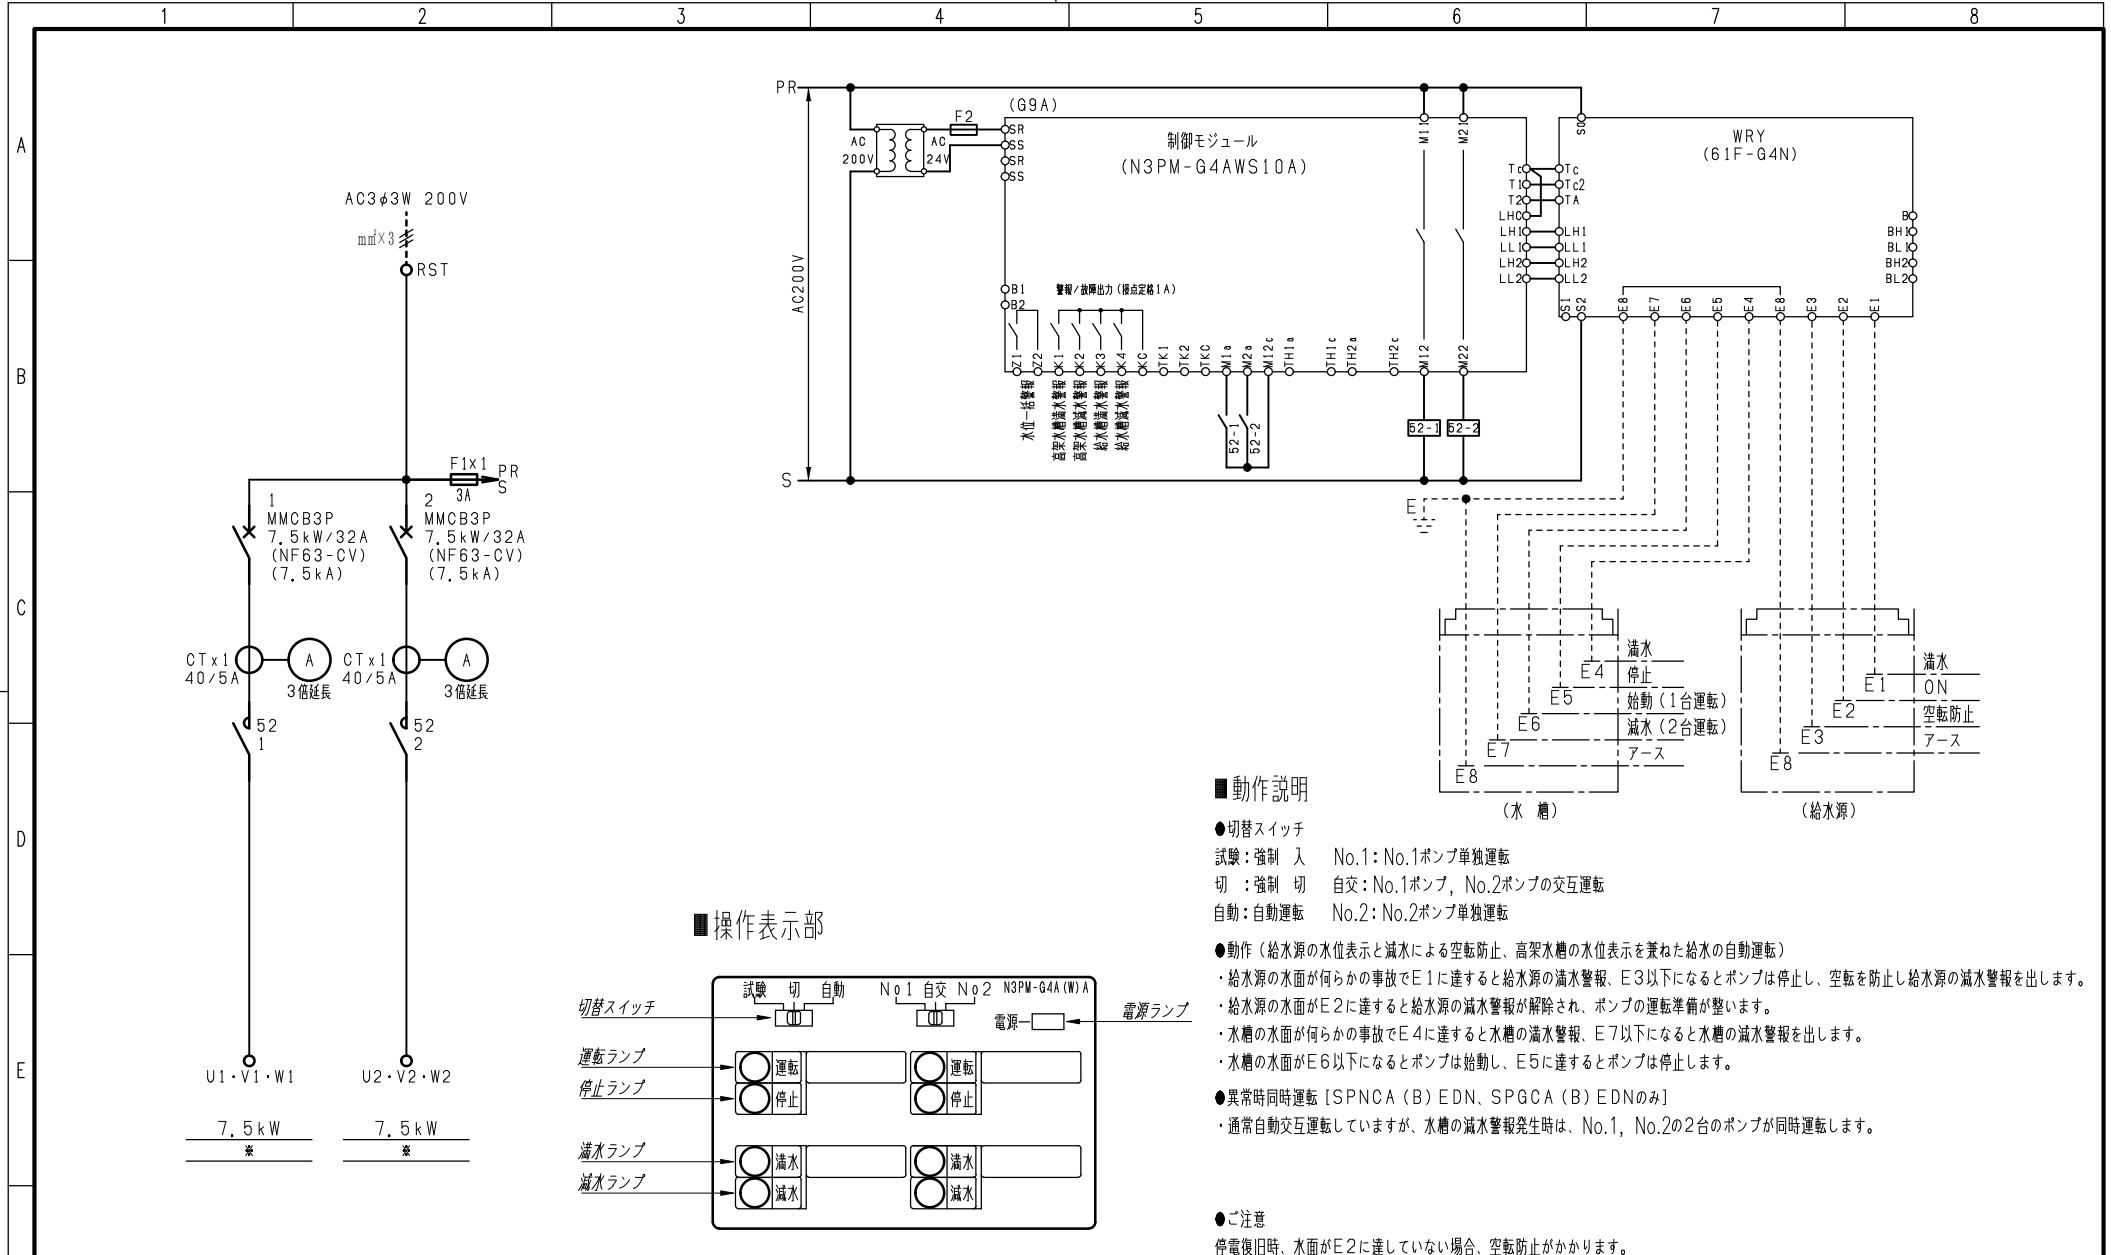 1 2 3 4 5 6 7 8
A
B
C
D
E
AC3φ3W 200V
mm²×3
RST
F1x1
3A
PR
S
1
MMCB3P
7.5kW/32A
(NF63-CV)
(7.5kA)
2
MMCB3P
7.5kW/32A
(NF63-CV)
(7.5kA)
CTx1
40/5A
A
3倍延長
CTx1
40/5A
A
3倍延長
52
1
52
2
U1・V1・W1
U2・V2・W2
7.5kW
※
7.5kW
※
PR
AC200V
S
AC
200V
AC
24V
F2
(G9A)
SR
SS
SR
SS
制御モジュール
(N3PM-G4AWS10A)
M11
M21
Tc
T1
T2
LHC
LH1
LL1
LH2
LL2
B1
B2
警報/故障出力(接点定格1A)
Z1 Z2 K1 K2 K3 K4 KC TK1 TK2 TKC M1a M2a M12c TH1a TH1c TH2a TH2c M12 M22
水位一括警報
高架水槽満水警報
高架水槽減水警報
給水槽満水警報
給水槽減水警報
52-1
52-2
52-1
52-2
S0
WRY
(61F-G4N)
Tc
Tc2
TA
LH1
LL1
LH2
LL2
B
BH1
BL1
BH2
BL2
S1 S2 E8 E7 E6 E5 E4 E8 E3 E2 E1
E
満水
E4
停止
E5
始動(1台運転)
E6
減水(2台運転)
E7
アース
E8
(水 槽)
満水
E1
ON
E2
空転防止
E3
アース
E8
(給水源)
■動作説明
●切替スイッチ
試験:強制 入 No.1:No.1ポンプ単独運転
切 :強制 切 自交:No.1ポンプ, No.2ポンプの交互運転
自動:自動運転 No.2:No.2ポンプ単独運転
●動作(給水源の水位表示と減水による空転防止、高架水槽の水位表示を兼ねた給水の自動運転)
・給水源の水面が何らかの事故でE1に達すると給水源の満水警報、E3以下になるとポンプは停止し、空転を防止し給水源の減水警報を出します。
・給水源の水面がE2に達すると給水源の減水警報が解除され、ポンプの運転準備が整います。
・水槽の水面が何らかの事故でE4に達すると水槽の満水警報、E7以下になると水槽の減水警報を出します。
・水槽の水面がE6以下になるとポンプは始動し、E5に達するとポンプは停止します。
●異常時同時運転[SPNCA(B)EDN、SPGCA(B)EDNのみ]
・通常自動交互運転していますが、水槽の減水警報発生時は、No.1, No.2の2台のポンプが同時運転します。
●ご注意
停電復旧時、水面がE2に達していない場合、空転防止がかかります。
■操作表示部
試験 切 自動 No1 自交 No2 N3PM-G4A(W)A
切替スイッチ
電源
電源ランプ
運転ランプ
運転
運転
停止ランプ
停止
停止
満水ランプ
満水
満水
減水ランプ
減水
減水